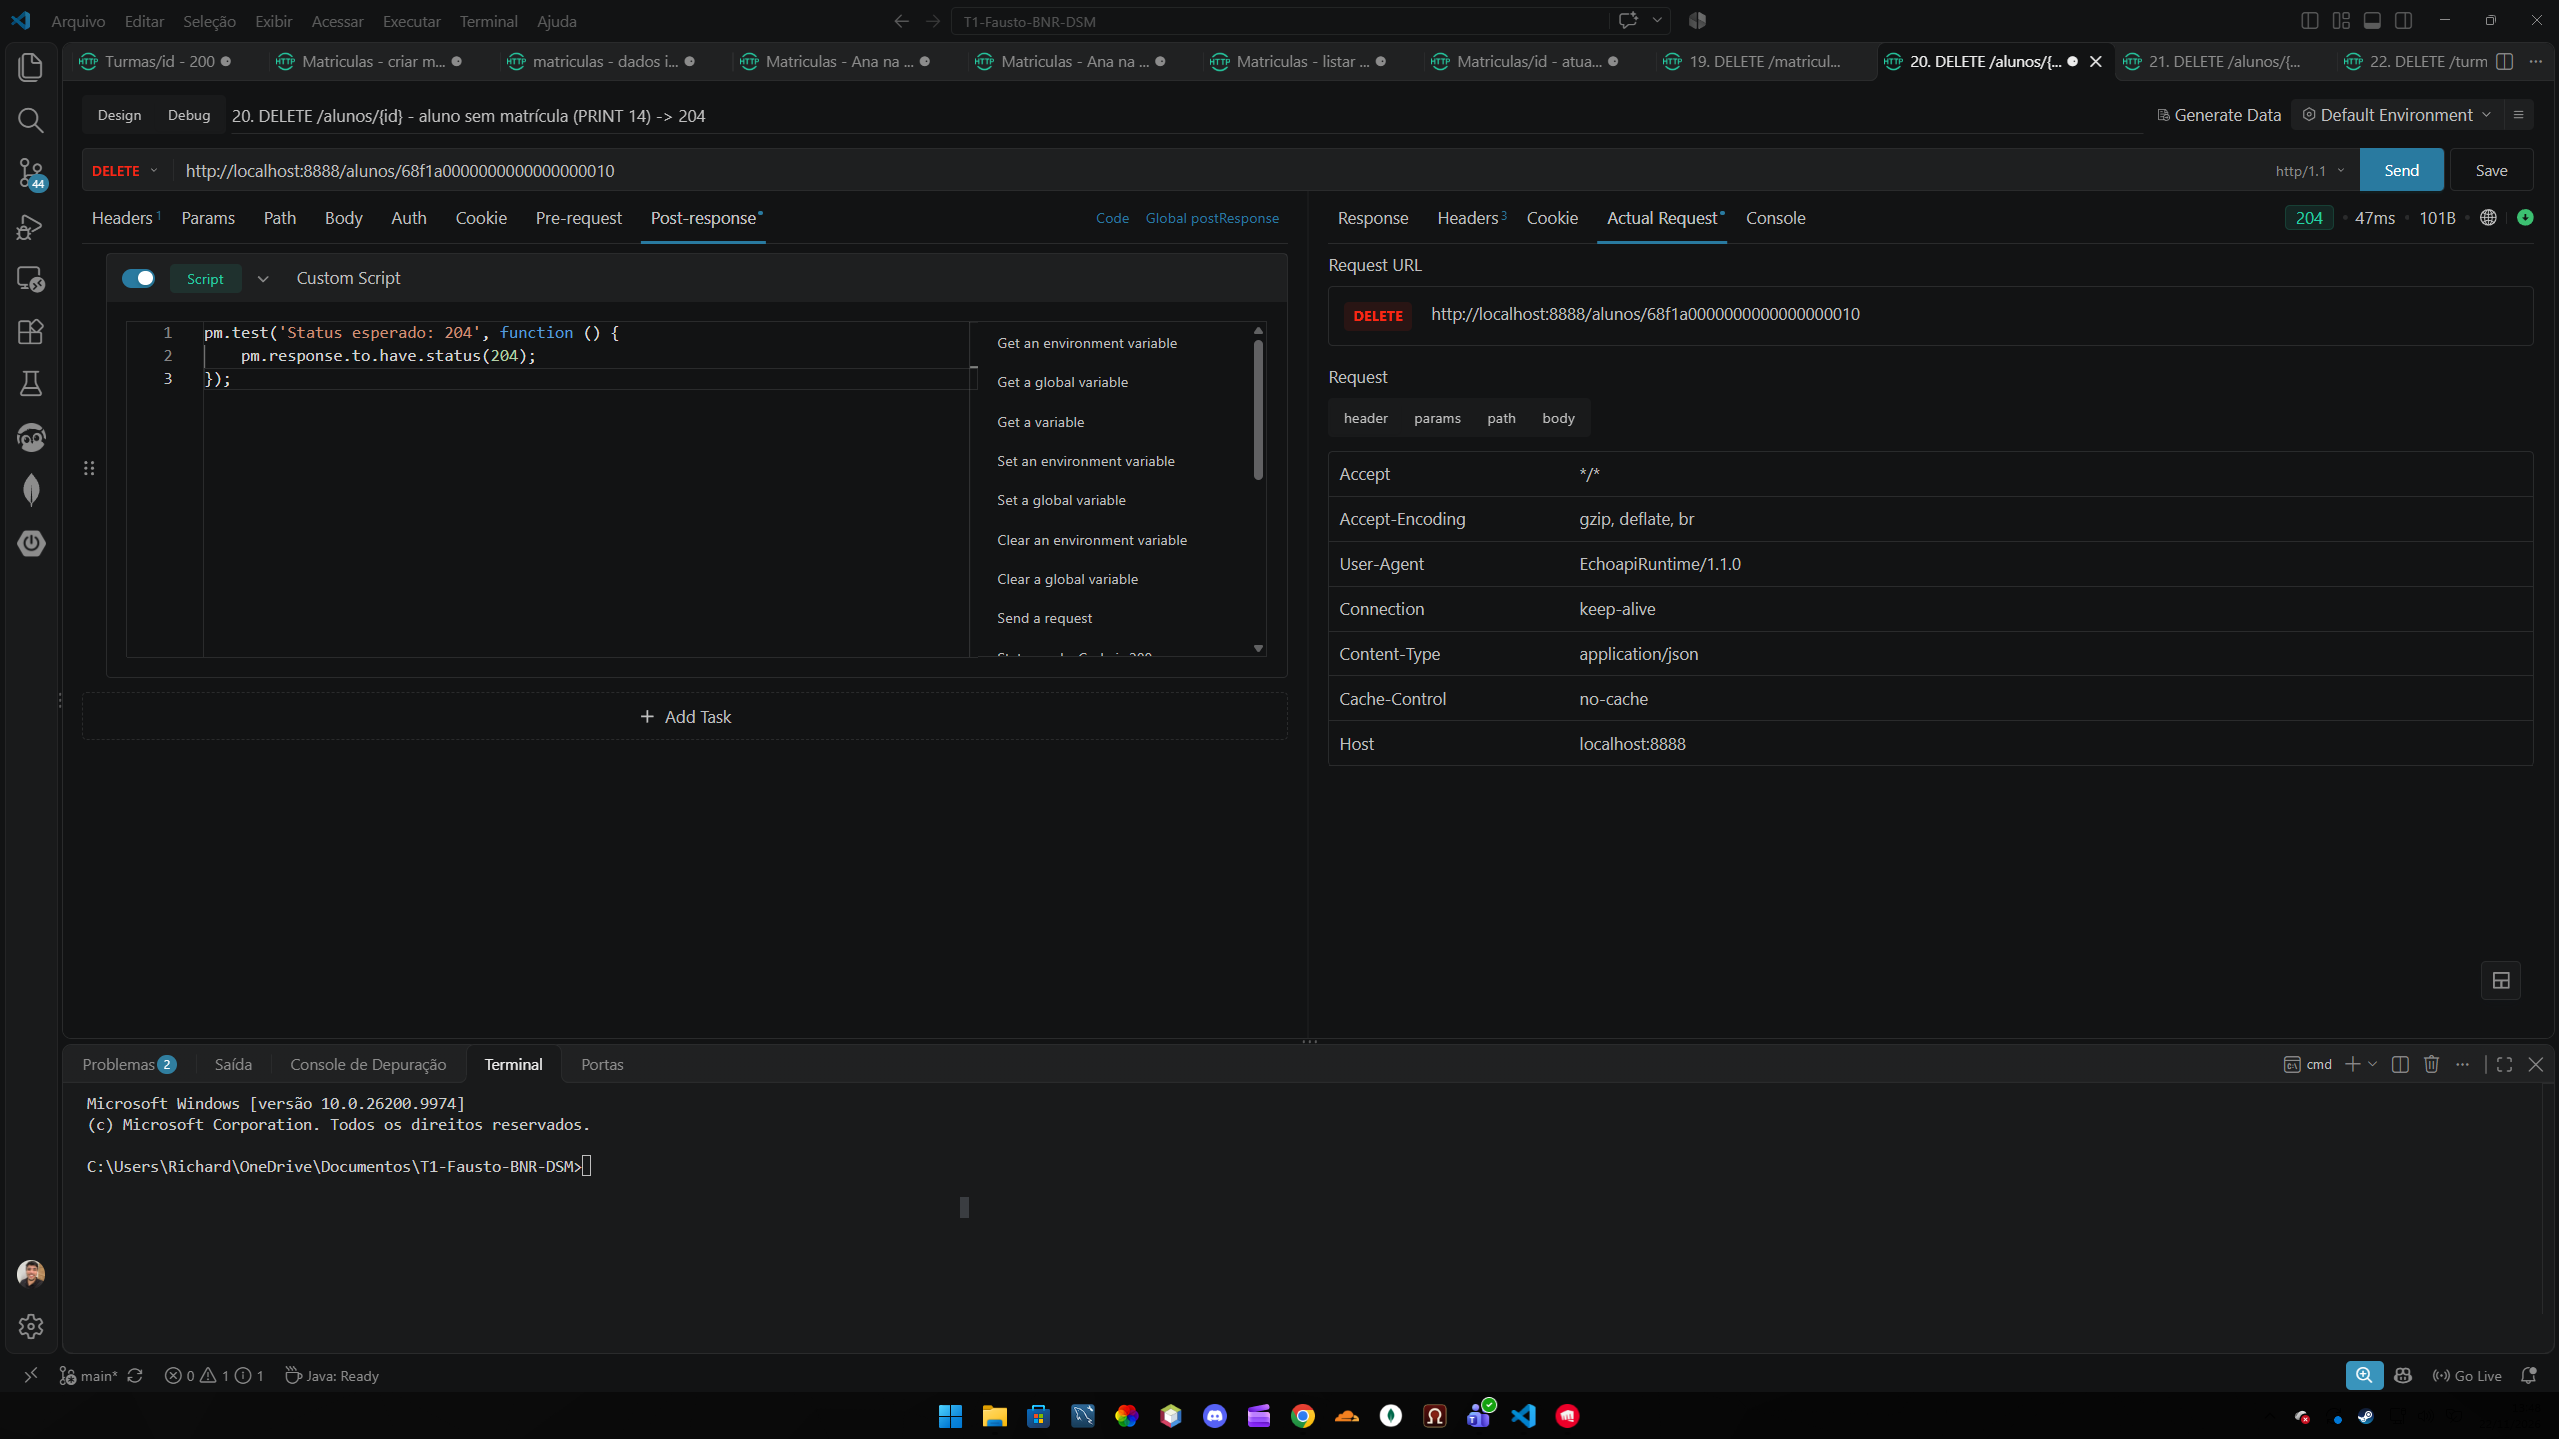 Arquivo Editar Seleção Exibir Acessar Executar Terminal Ajuda
T1-Fausto-BNR-DSM
Turmas/id - 200
Matriculas - criar m...
matriculas - dados i...
Matriculas - Ana na ...
Matriculas - Ana na ...
Matriculas - listar ...
Matriculas/id - atua...
19. DELETE /matricul...
20. DELETE /alunos/{...
21. DELETE /alunos/{...
22. DELETE /turm
Design Debug 20. DELETE /alunos/{id} - aluno sem matrícula (PRINT 14) -> 204
Generate Data Default Environment
DELETE http://localhost:8888/alunos/68f1a0000000000000000010 http/1.1 Send Save
Headers 1 Params Path Body Auth Cookie Pre-request Post-response Code Global postResponse
Script Custom Script
1 pm.test('Status esperado: 204', function () {
2 pm.response.to.have.status(204);
3 });
Get an environment variable
Get a global variable
Get a variable
Set an environment variable
Set a global variable
Clear an environment variable
Clear a global variable
Send a request
Add Task
Response Headers 3 Cookie Actual Request Console 204 47ms 101B
Request URL
DELETE http://localhost:8888/alunos/68f1a0000000000000000010
Request
header params path body
Accept */*
Accept-Encoding gzip, deflate, br
User-Agent EchoapiRuntime/1.1.0
Connection keep-alive
Content-Type application/json
Cache-Control no-cache
Host localhost:8888
44
Problemas 2 Saída Console de Depuração Terminal Portas cmd
Microsoft Windows [versão 10.0.26200.9974]
(c) Microsoft Corporation. Todos os direitos reservados.
C:\Users\Richard\OneDrive\Documentos\T1-Fausto-BNR-DSM>
main* 0 1 1 Java: Ready Go Live